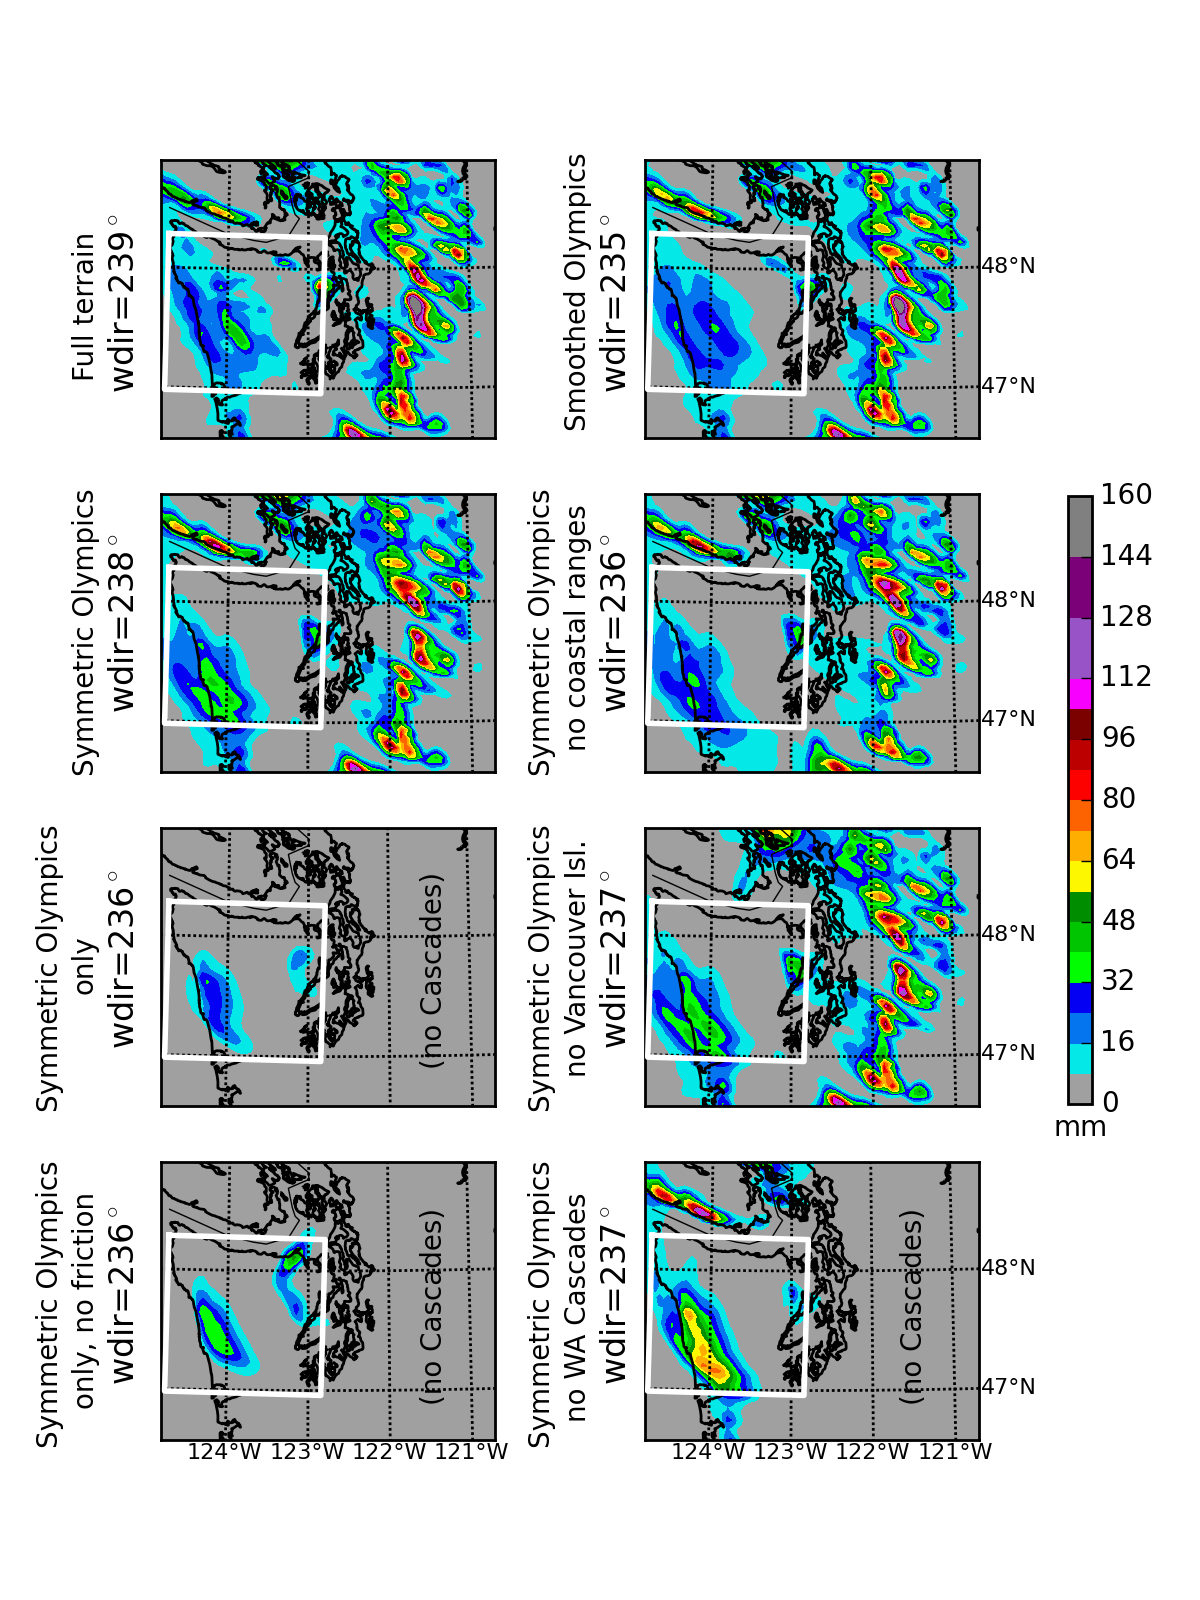 Full terrain
wdir=239°
Smoothed Olympics
wdir=235°
48°N
47°N
Symmetric Olympics
wdir=238°
Symmetric Olympics
no coastal ranges
wdir=236°
48°N
47°N
Symmetric Olympics
only
wdir=236°
(no Cascades)
Symmetric Olympics
no Vancouver Isl.
wdir=237°
48°N
47°N
Symmetric Olympics
only, no friction
wdir=236°
(no Cascades)
124°W 123°W 122°W 121°W
Symmetric Olympics
no WA Cascades
wdir=237°
(no Cascades)
48°N
47°N
124°W 123°W 122°W 121°W
160
144
128
112
96
80
64
48
32
16
0
mm